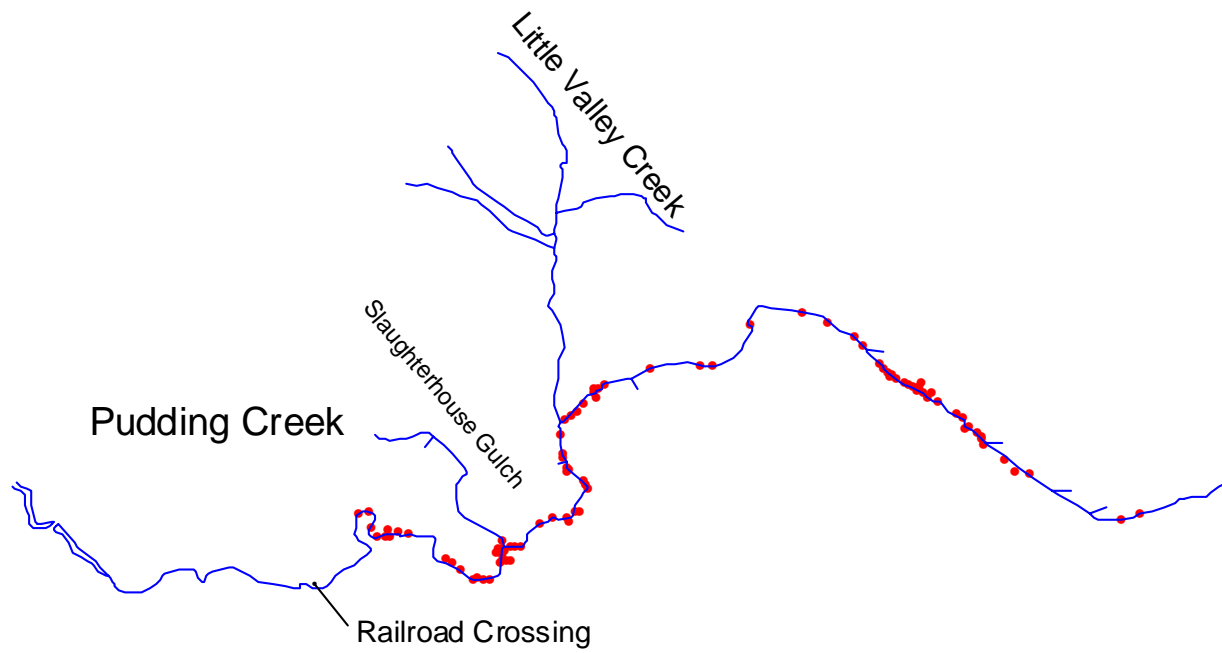 Little Valley Creek
Slaughterhouse Gulch
Pudding Creek
Railroad Crossing